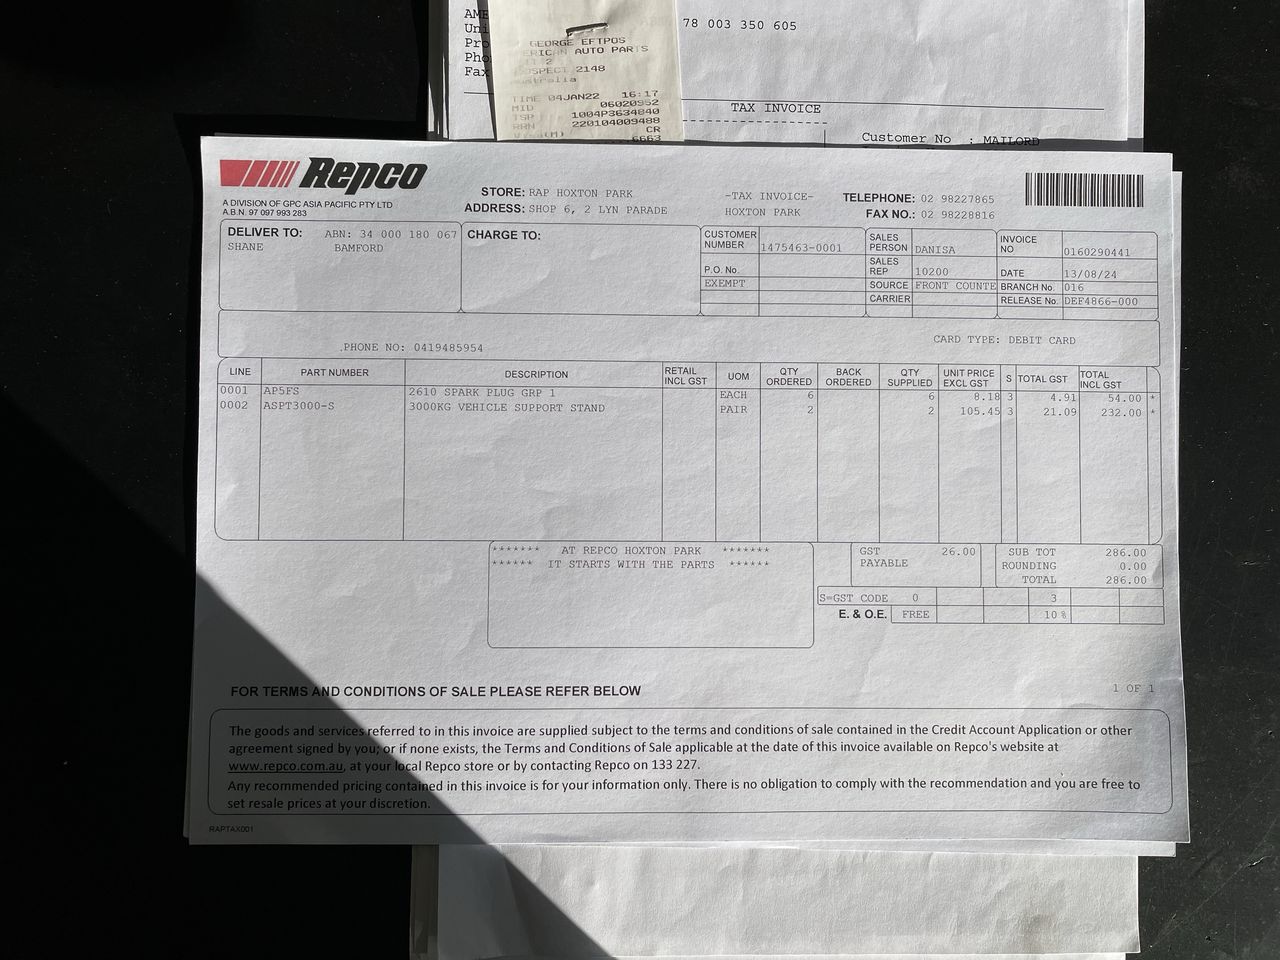 AME
Uni
Pro
Pho
Fax
78 003 350 605
GEORGE EFTPOS
ERICAN AUTO PARTS
IT 2
OSPECT 2148
ustralia
TIME 04JAN22 16:17
MID 06020952
TSP 1004P3634840
RRN 220104009488
Visa(M) CR
6663
TAX INVOICE
Customer No : MAILORD
Repco
A DIVISION OF GPC ASIA PACIFIC PTY LTD
A.B.N. 97 097 993 283
STORE: RAP HOXTON PARK
ADDRESS: SHOP 6, 2 LYN PARADE
-TAX INVOICE-
HOXTON PARK
TELEPHONE: 02 98227865
FAX NO.: 02 98228816
DELIVER TO: ABN: 34 000 180 067
SHANE BAMFORD
CHARGE TO:
CUSTOMER NUMBER 1475463-0001
P.O. No.
EXEMPT
SALES PERSON DANISA
SALES REP 10200
SOURCE FRONT COUNTE
CARRIER
INVOICE NO 0160290441
DATE 13/08/24
BRANCH No. 016
RELEASE No. DEF4866-000
PHONE NO: 0419485954
CARD TYPE: DEBIT CARD
LINE PART NUMBER DESCRIPTION RETAIL INCL GST UOM QTY ORDERED BACK ORDERED QTY SUPPLIED UNIT PRICE EXCL GST S TOTAL GST TOTAL INCL GST
0001 AP5FS 2610 SPARK PLUG GRP 1 EACH 6 6 8.18 3 4.91 54.00 *
0002 ASPT3000-S 3000KG VEHICLE SUPPORT STAND PAIR 2 2 105.45 3 21.09 232.00 *
******* AT REPCO HOXTON PARK *******
****** IT STARTS WITH THE PARTS ******
GST PAYABLE 26.00
SUB TOT 286.00
ROUNDING 0.00
TOTAL 286.00
S=GST CODE 0 3
E. & O.E. FREE 10%
FOR TERMS AND CONDITIONS OF SALE PLEASE REFER BELOW
1 OF 1
The goods and services referred to in this invoice are supplied subject to the terms and conditions of sale contained in the Credit Account Application or other
agreement signed by you; or if none exists, the Terms and Conditions of Sale applicable at the date of this invoice available on Repco's website at
www.repco.com.au, at your local Repco store or by contacting Repco on 133 227.
Any recommended pricing contained in this invoice is for your information only. There is no obligation to comply with the recommendation and you are free to
set resale prices at your discretion.
RAPTAX001